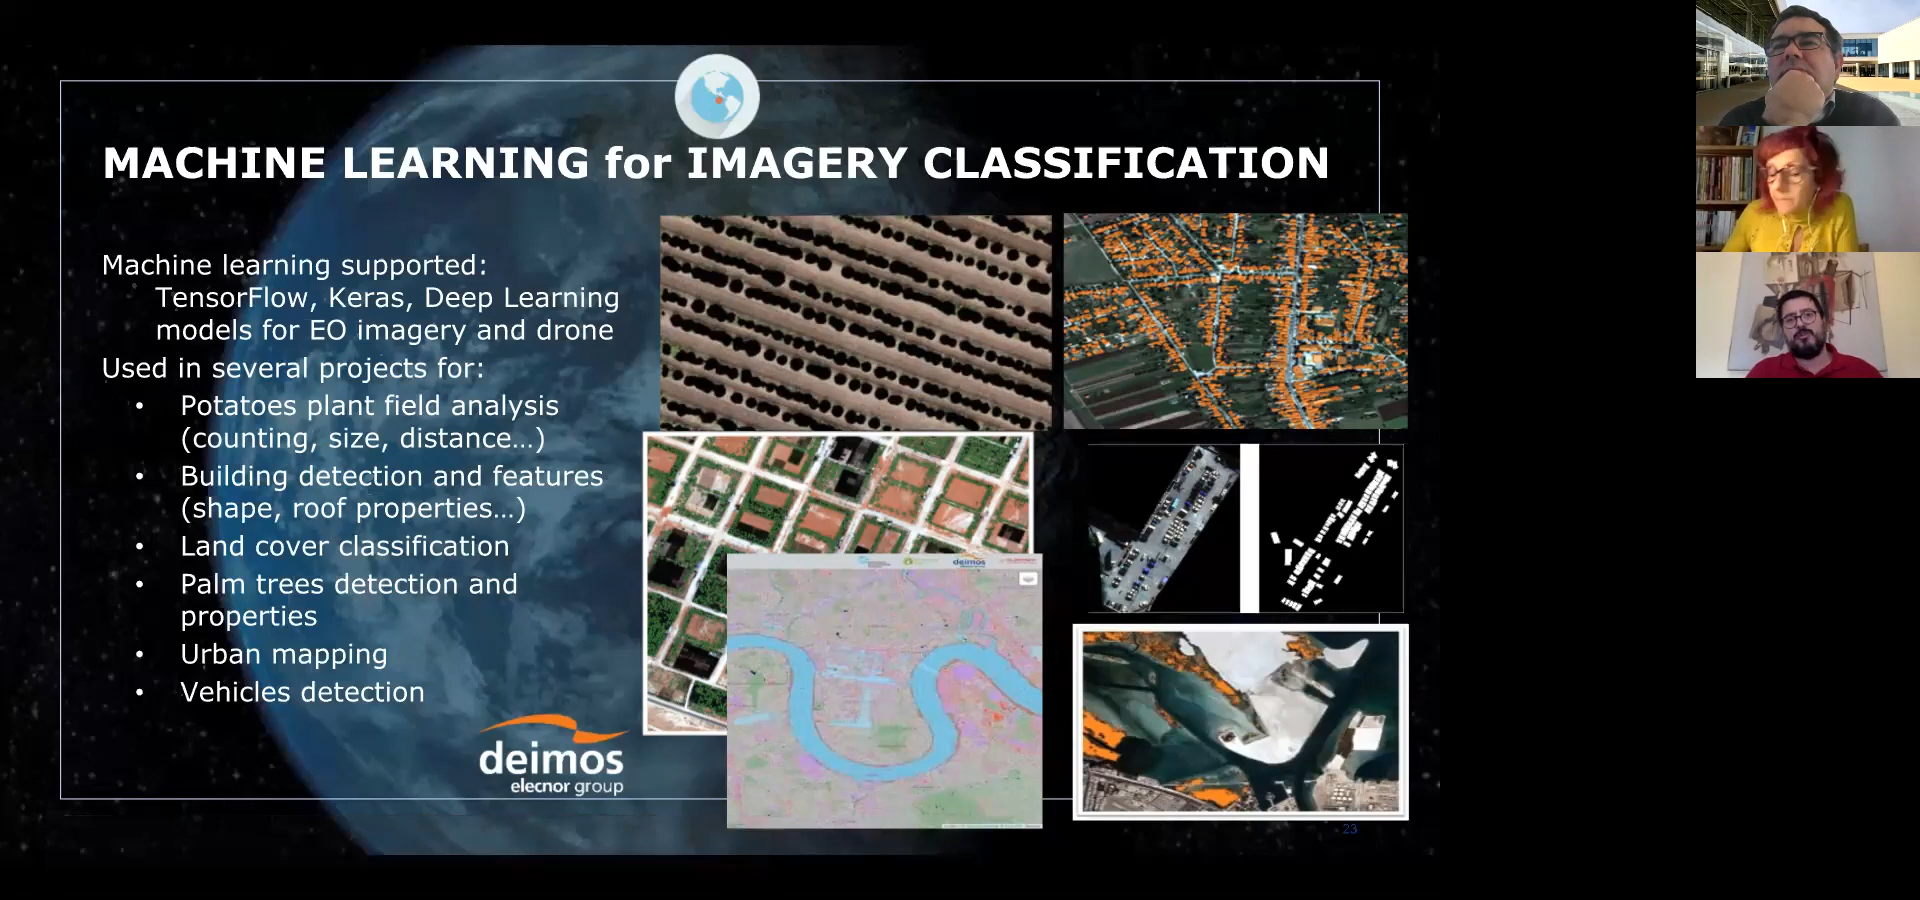 MACHINE LEARNING for IMAGERY CLASSIFICATION
Machine learning supported:
TensorFlow, Keras, Deep Learning
models for EO imagery and drone
Used in several projects for:
• Potatoes plant field analysis
(counting, size, distance…)
• Building detection and features
(shape, roof properties…)
• Land cover classification
• Palm trees detection and
properties
• Urban mapping
• Vehicles detection
deimos
elecnor group
deimos
23